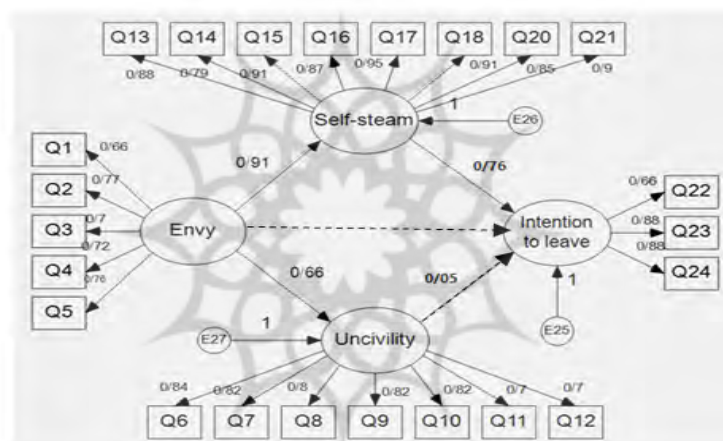 Q13 Q14 Q15 Q16 Q17 Q18 Q20 Q21
0/88 0/79 0/91 0/87 0/95 0/91 0/85 0/9
Self-steam
1
E26
0/91
0/76
Q1
0/66
Q2
0/77
Q3
0/7
Q4
0/72
Q5
0/76
Envy
Intention
to leave
Q22
0/66
Q23
0/88
Q24
0/88
0/66
0/05
1
E25
E27
1
Uncivility
0/84 0/82 0/8 0/82 0/82 0/7 0/7
Q6 Q7 Q8 Q9 Q10 Q11 Q12